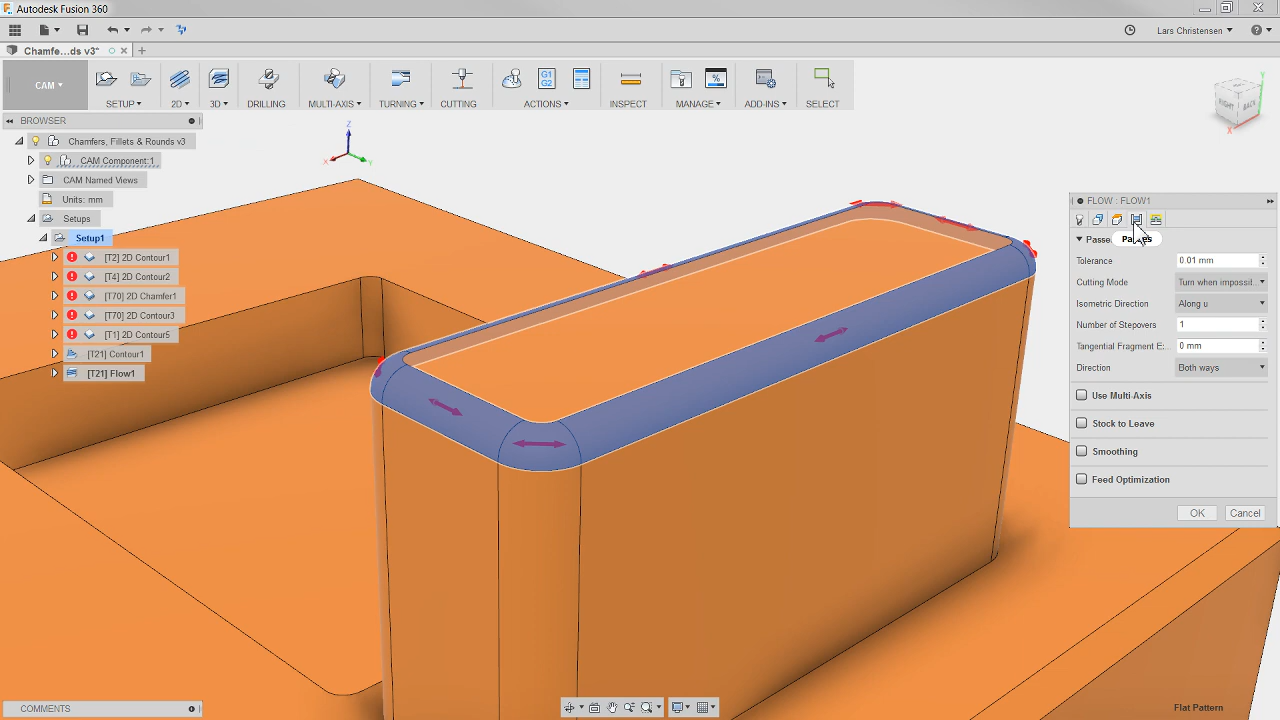 Autodesk Fusion 360
Lars Christensen
Chamfe...ds v3*
CAM
SETUP
2D
3D
DRILLING
MULTI-AXIS
TURNING
CUTTING
G1
G2
ACTIONS
INSPECT
MANAGE
ADD-INS
SELECT
BROWSER
Chamfers, Fillets & Rounds v3
CAM Component:1
CAM Named Views
Units: mm
Setups
Setup1
[T2] 2D Contour1
[T4] 2D Contour2
[T70] 2D Chamfer1
[T70] 2D Contour3
[T1] 2D Contour5
[T21] Contour1
[T21] Flow1
Z
X
Y
RIGHT
BACK
Y
X
FLOW : FLOW1
Passes
Tolerance 0.01 mm
Cutting Mode Turn when impossil...
Isometric Direction Along u
Number of Stepovers 1
Tangential Fragment E... 0 mm
Direction Both ways
Use Multi-Axis
Stock to Leave
Smoothing
Feed Optimization
OK Cancel
COMMENTS
Flat Pattern